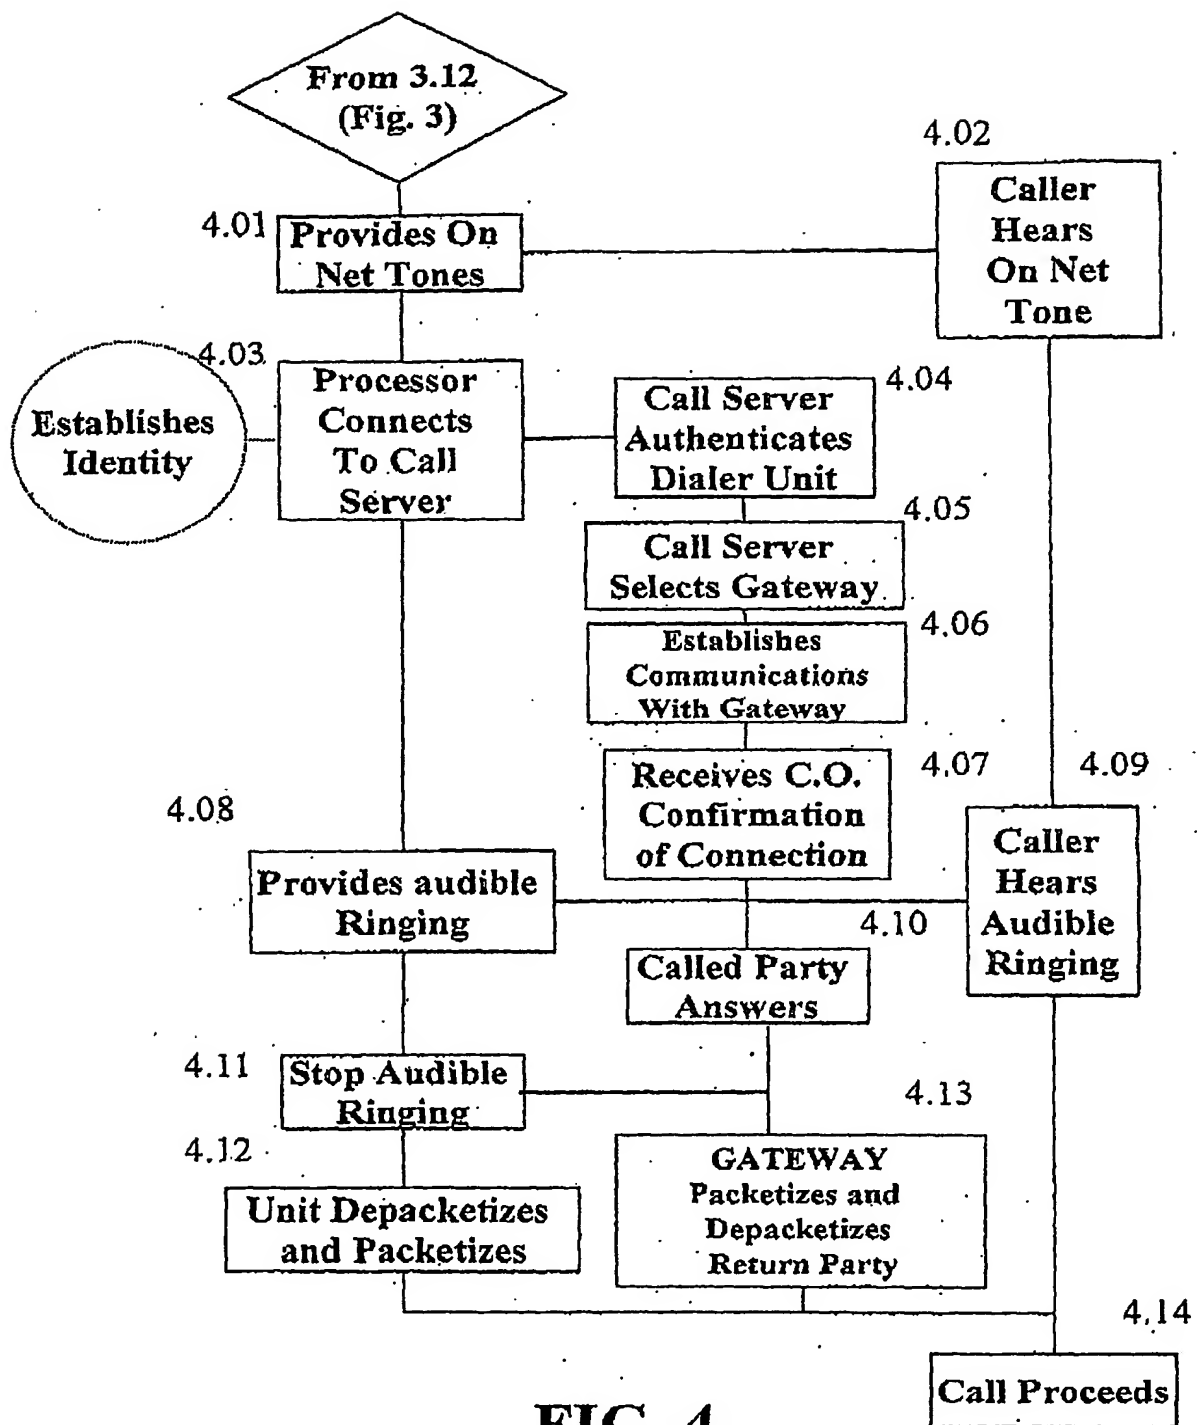 From 3.12
(Fig. 3)
4.02
4.01
Provides On
Net Tones
Caller
Hears
On Net
Tone
4.03
Establishes
Identity
Processor
Connects
To Call
Server
4.04
Call Server
Authenticates
Dialer Unit
4.05
Call Server
Selects Gateway
4.06
Establishes
Communications
With Gateway
4.07
Receives C.O.
Confirmation
of Connection
4.08
Provides audible
Ringing
4.09
Caller
Hears
Audible
Ringing
4.10
Called Party
Answers
4.11
Stop Audible
Ringing
4.12
Unit Depacketizes
and Packetizes
4.13
GATEWAY
Packetizes and
Depacketizes
Return Party
4.14
Call Proceeds
FIG. 4